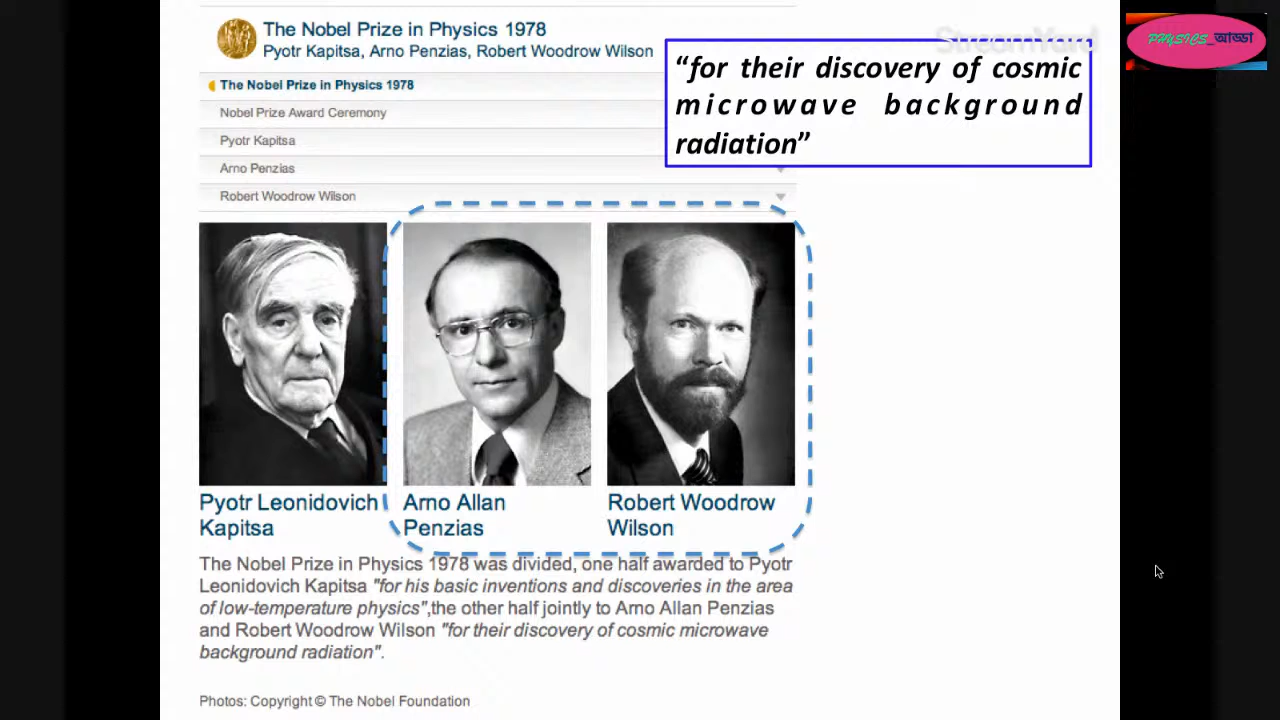 The Nobel Prize in Physics 1978
Pyotr Kapitsa, Arno Penzias, Robert Woodrow Wilson
The Nobel Prize in Physics 1978
Nobel Prize Award Ceremony
Pyotr Kapitsa
Arno Penzias
Robert Woodrow Wilson
StreamYard
PHYSICS_আড্ডা
“for their discovery of cosmic
microwave background
radiation”
Pyotr Leonidovich
Kapitsa
Arno Allan
Penzias
Robert Woodrow
Wilson
The Nobel Prize in Physics 1978 was divided, one half awarded to Pyotr
Leonidovich Kapitsa "for his basic inventions and discoveries in the area
of low-temperature physics",the other half jointly to Arno Allan Penzias
and Robert Woodrow Wilson "for their discovery of cosmic microwave
background radiation".
Photos: Copyright © The Nobel Foundation